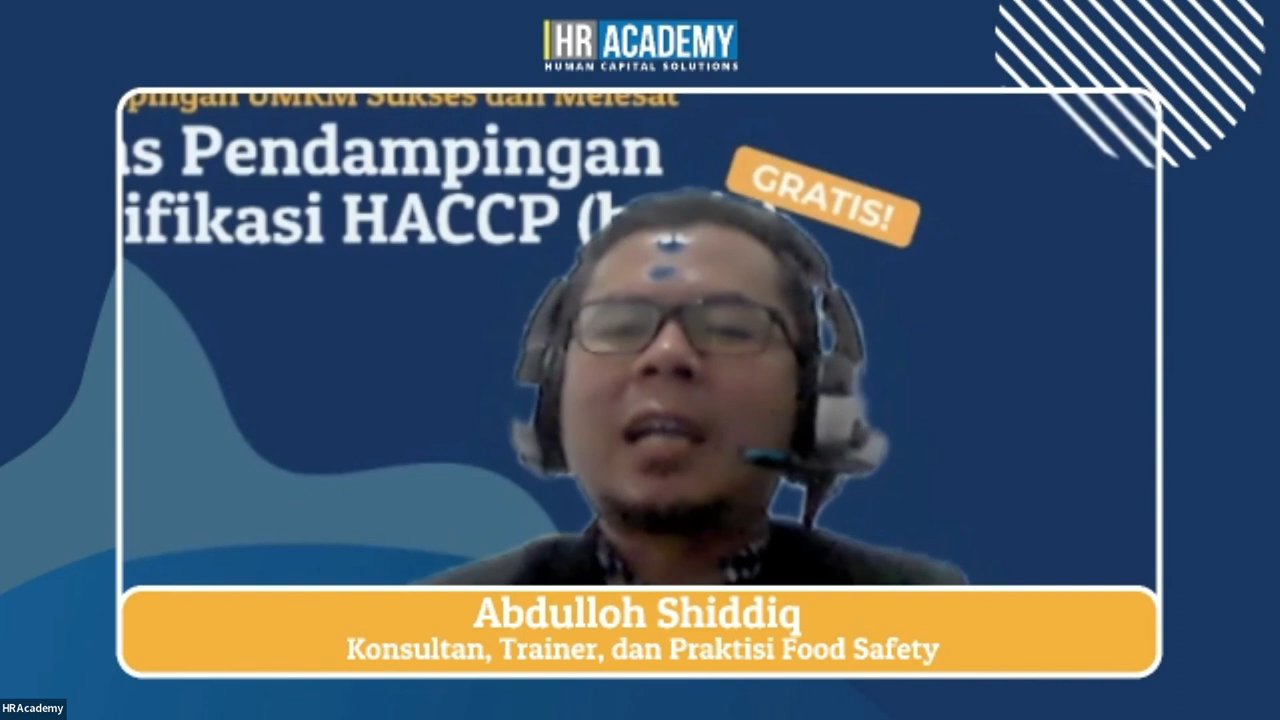 HR ACADEMY
HUMAN CAPITAL SOLUTIONS
pingan UMKM Sukses dan Melesat
as Pendampingan
GRATIS!
ifikasi HACCP (b
Abdulloh Shiddiq
Konsultan, Trainer, dan Praktisi Food Safety
HRAcademy